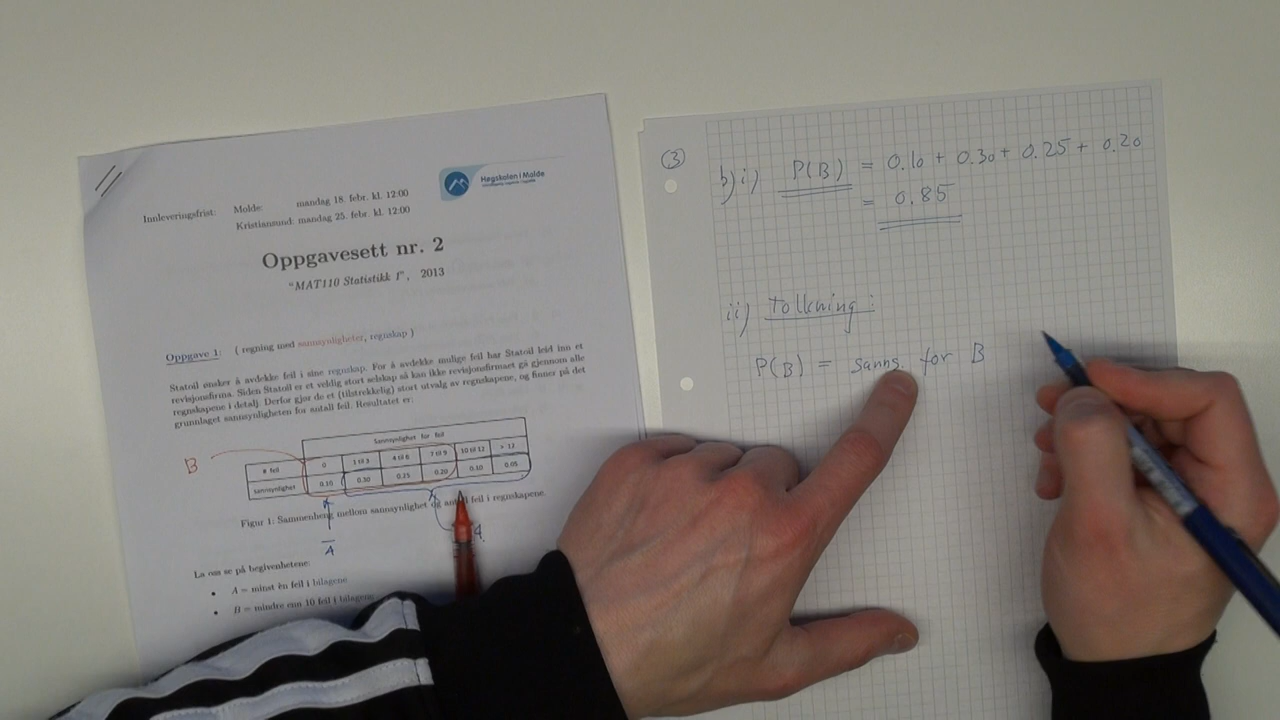 Innleveringsfrist: Molde: mandag 18. febr. kl. 12:00
Kristiansund: mandag 25. febr. kl. 12:00
Høgskolen i Molde
Oppgavesett nr. 2
"MAT110 Statistikk 1", 2013
Oppgave 1: ( regning med sannsynligheter, regnskap )
Statoil ønsker å avdekke feil i sine regnskap. For å avdekke mulige feil har Statoil leid inn et
revisjonsfirma. Siden Statoil er et veldig stort selskap så kan ikke revisjonsfirmaet gå gjennom alle
regnskapene i detalj. Derfor gjør de et (tilstrekkelig) stort utvalg av regnskapene, og finner på det
grunnlaget sannsynligheten for antall feil. Resultatet er:
Sannsynlighet for feil
B
# feil 0 1 til 3 4 til 6 7 til 9 10 til 12 > 12
sannsynlighet 0.10 0.30 0.25 0.20 0.10 0.05
Figur 1: Sammenheng mellom sannsynlighet og antall feil i regnskapene.
A
La oss se på begivenhetene:
• A = minst én feil i bilagene
• B = mindre enn 10 feil i bilagene
3
b) i) P(B) = 0.10 + 0.30 + 0.25 + 0.20
= 0.85
ii) Tolkning:
P(B) = sanns. for B